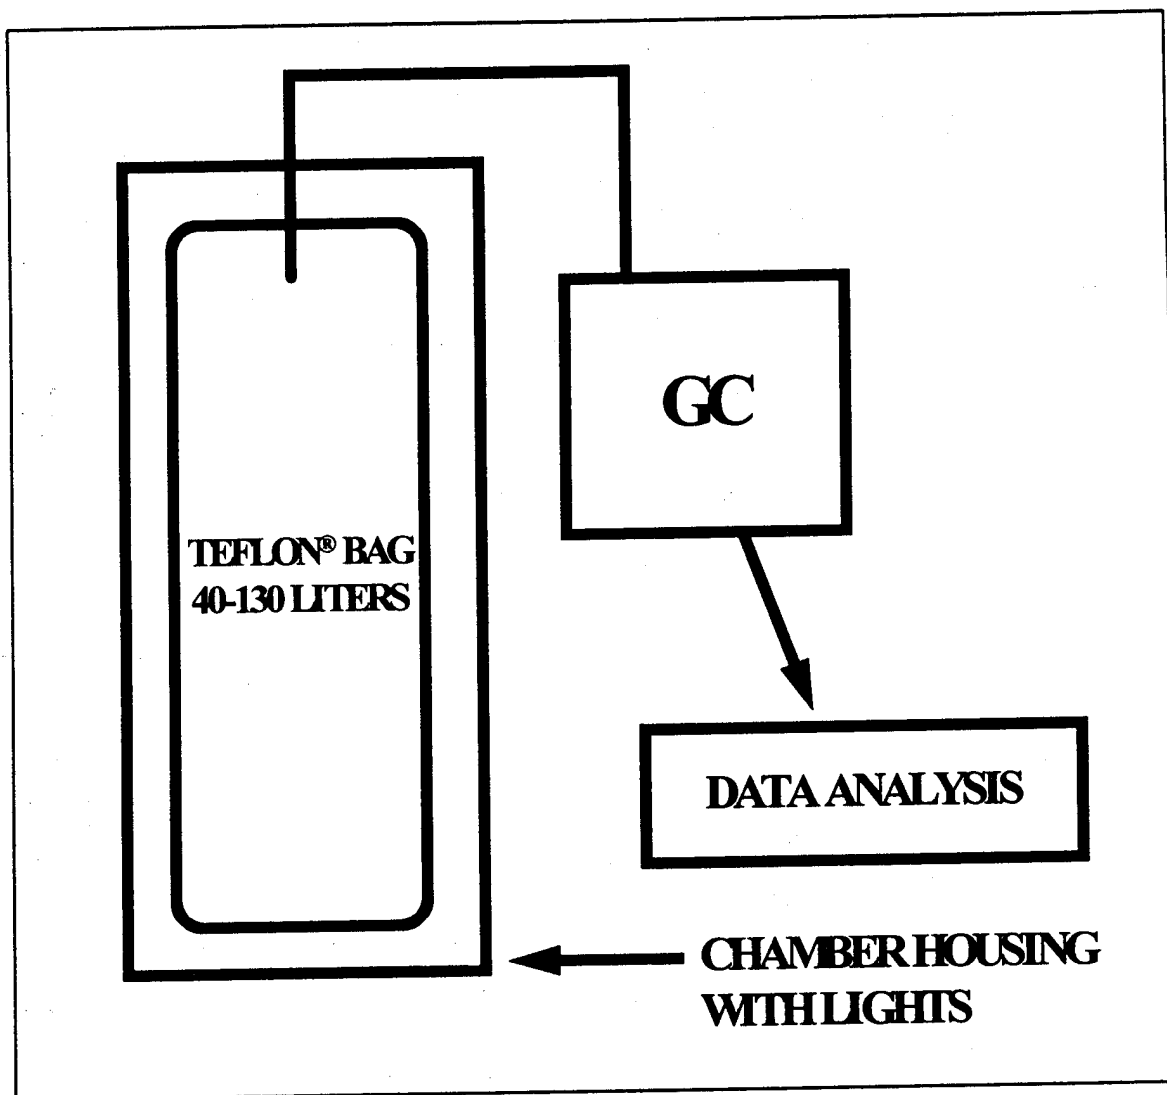 GC
TEFLON® BAG
40-130 LITERS
DATA ANALYSIS
CHAMBER HOUSING
WITH LIGHTS